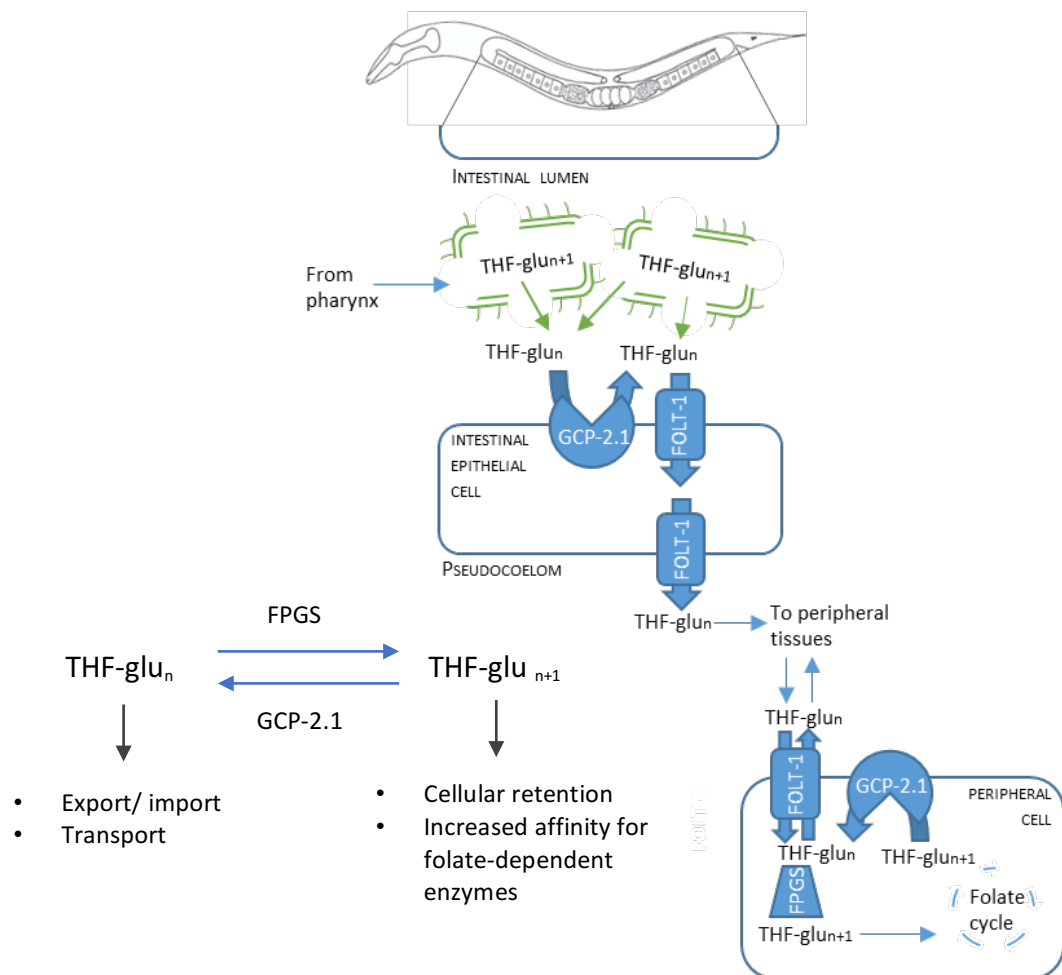 INTESTINAL LUMEN
From
pharynx
THF-glun+1
THF-glun+1
THF-glun
THF-glun
GCP-2.1
FOLT-1
INTESTINAL
EPITHELIAL
CELL
FOLT-1
PSEUDOCOELOM
THF-glun
To peripheral
tissues
FPGS
THF-glun
THF-glu n+1
GCP-2.1
• Export/ import
• Transport
• Cellular retention
• Increased affinity for
folate-dependent
enzymes
THF-glun
FOLT-1
GCP-2.1
PERIPHERAL
CELL
FOLT-1
THF-glun
THF-glun+1
FPGS
THF-glun+1
Folate
cycle